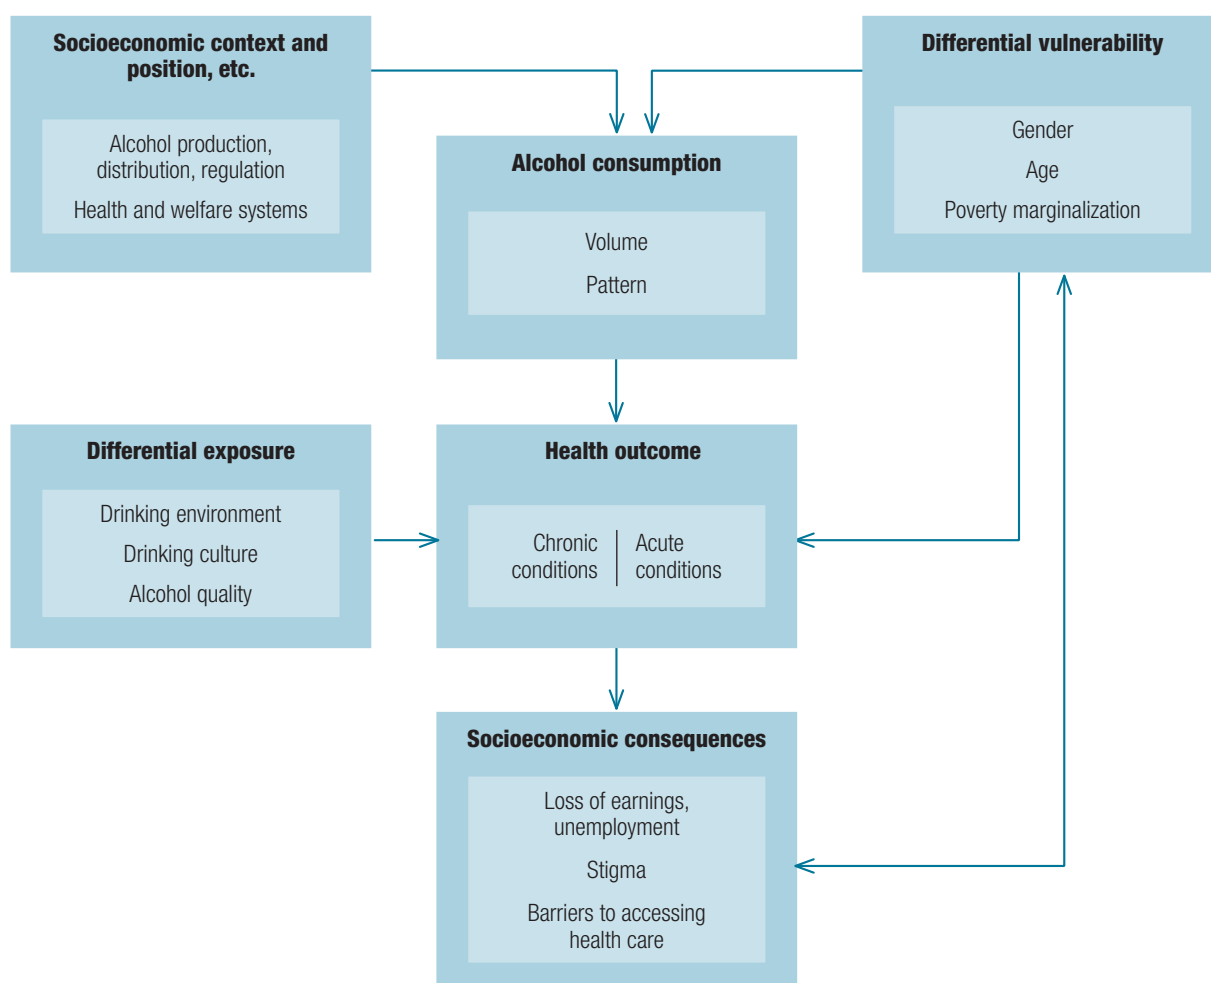 Socioeconomic context and
position, etc.
Alcohol production,
distribution, regulation
Health and welfare systems
Differential vulnerability
Gender
Age
Poverty marginalization
Alcohol consumption
Volume
Pattern
Differential exposure
Drinking environment
Drinking culture
Alcohol quality
Health outcome
Chronic
conditions
Acute
conditions
Socioeconomic consequences
Loss of earnings,
unemployment
Stigma
Barriers to accessing
health care